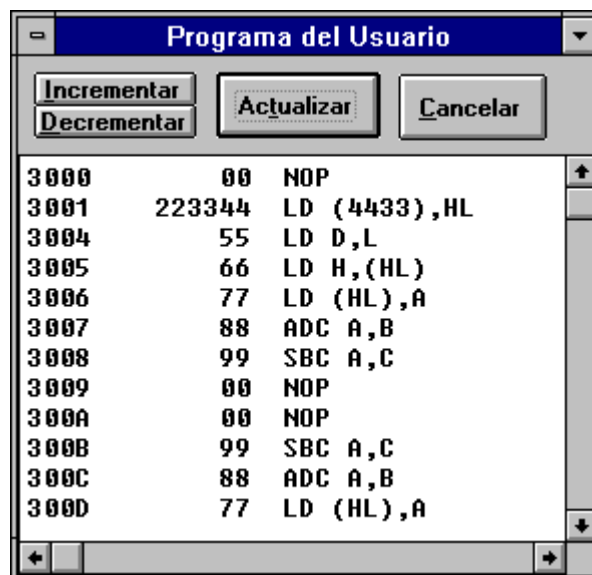 Programa del Usuario
Incrementar
Decrementar
Actualizar
Cancelar
3000 00 NOP
3001 223344 LD (4433),HL
3004 55 LD D,L
3005 66 LD H,(HL)
3006 77 LD (HL),A
3007 88 ADC A,B
3008 99 SBC A,C
3009 00 NOP
300A 00 NOP
300B 99 SBC A,C
300C 88 ADC A,B
300D 77 LD (HL),A